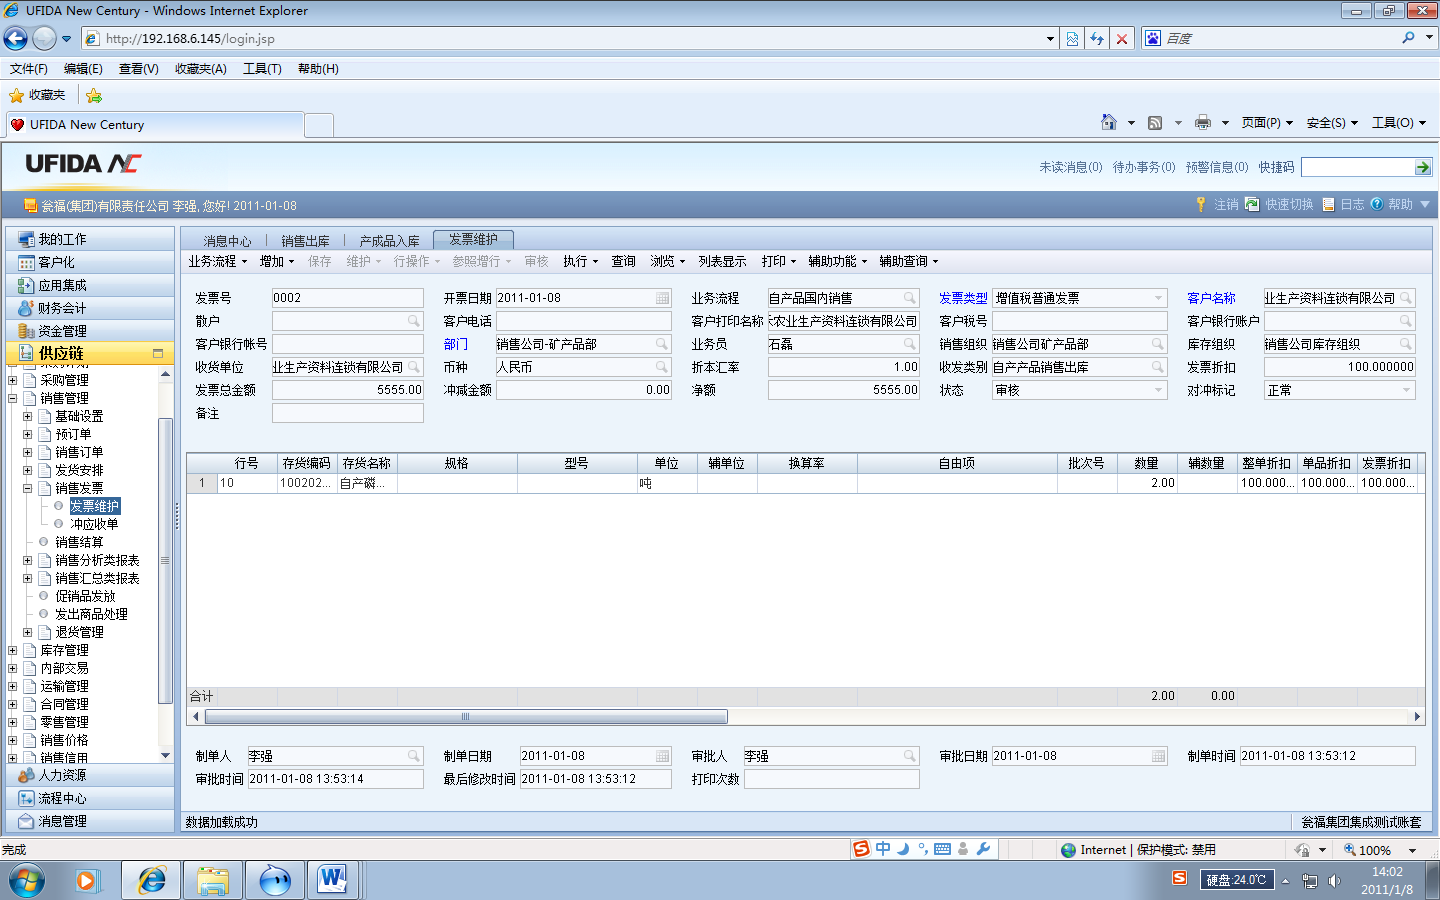 UFIDA New Century - Windows Internet Explorer
http://192.168.6.145/login.jsp
百度
文件(F) 编辑(E) 查看(V) 收藏夹(A) 工具(T) 帮助(H)
收藏夹
UFIDA New Century
页面(P) 安全(S) 工具(O)
UFIDA NC
未读消息(0) 待办事务(0) 预警信息(0) 快捷码
瓮福(集团)有限责任公司 李强, 您好! 2011-01-08
注销 快速切换 日志 帮助
我的工作
客户化
应用集成
财务会计
资金管理
供应链
采购管理
销售管理
基础设置
预订单
销售订单
发货安排
销售发票
发票维护
冲应收单
销售结算
销售分析类报表
销售汇总类报表
促销品发放
发出商品处理
退货管理
库存管理
内部交易
运输管理
合同管理
零售管理
销售价格
销售信用
人力资源
流程中心
消息管理
消息中心 销售出库 产成品入库 发票维护
业务流程 增加 保存 维护 行操作 参照增行 审核 执行 查询 浏览 列表显示 打印 辅助功能 辅助查询
发票号 0002 开票日期 2011-01-08 业务流程 自产品国内销售 发票类型 增值税普通发票 客户名称 业生产资料连锁有限公司
散户 客户电话 客户打印名称 农业生产资料连锁有限公司 客户税号 客户银行账户
客户银行帐号 部门 销售公司-矿产品部 业务员 石磊 销售组织 销售公司矿产品部 库存组织 销售公司库存组织
收货单位 业生产资料连锁有限公司 币种 人民币 折本汇率 1.00 收发类别 自产产品销售出库 发票折扣 100.000000
发票总金额 5555.00 冲减金额 0.00 净额 5555.00 状态 审核 对冲标记 正常
备注
行号 存货编码 存货名称 规格 型号 单位 辅单位 换算率 自由项 批次号 数量 辅数量 整单折扣 单品折扣 发票折扣
1 10 100202... 自产磷... 吨 2.00 100.000... 100.000... 100.000...
合计 2.00 0.00
制单人 李强 制单日期 2011-01-08 审批人 李强 审批日期 2011-01-08 制单时间 2011-01-08 13:53:12
审批时间 2011-01-08 13:53:14 最后修改时间 2011-01-08 13:53:12 打印次数
数据加载成功 瓮福集团集成测试账套
完成 中 Internet | 保护模式: 禁用 100%
硬盘:24.0℃ 14:02
2011/1/8